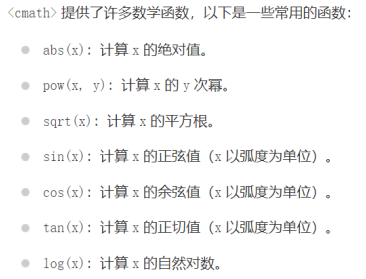 <cmath> 提供了许多数学函数，以下是一些常用的函数：
abs(x)：计算 x 的绝对值。
pow(x, y)：计算 x 的 y 次幂。
sqrt(x)：计算 x 的平方根。
sin(x)：计算 x 的正弦值（x 以弧度为单位）。
cos(x)：计算 x 的余弦值（x 以弧度为单位）。
tan(x)：计算 x 的正切值（x 以弧度为单位）。
log(x)：计算 x 的自然对数。